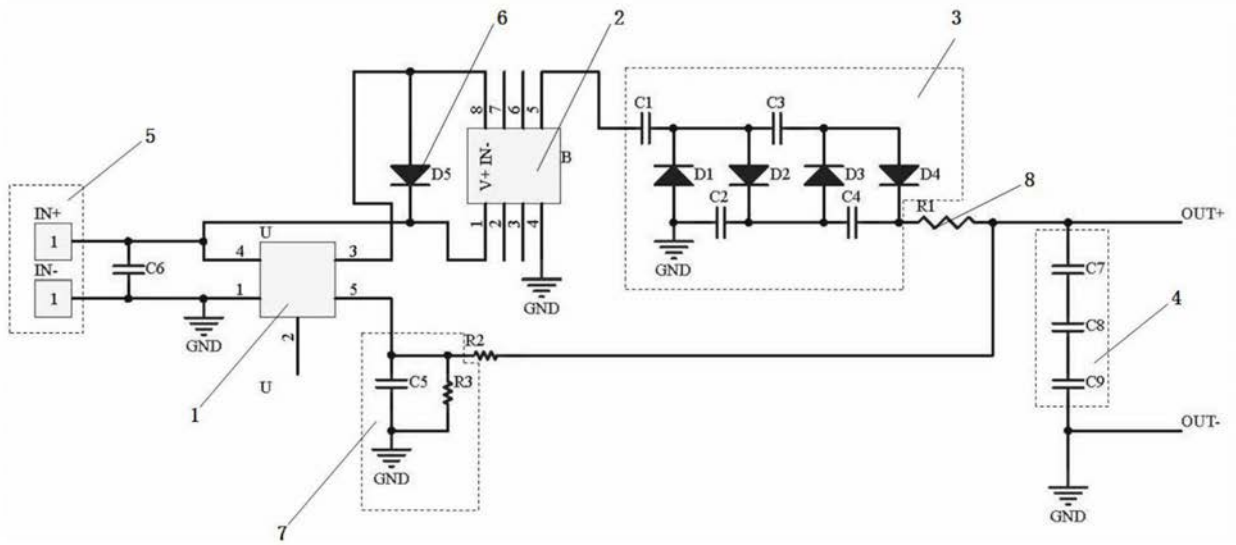 6
2
3
5
8
7
6
5
C1
C3
V+ IN-
B
D5
D1
D2
D3
D4
8
IN+
1
U
4
3
1
2
3
4
C2
C4
R1
OUT+
C6
IN-
1
1
5
GND
GND
GND
C7
2
U
R2
C8
4
C5
R3
C9
1
OUT-
GND
7
GND